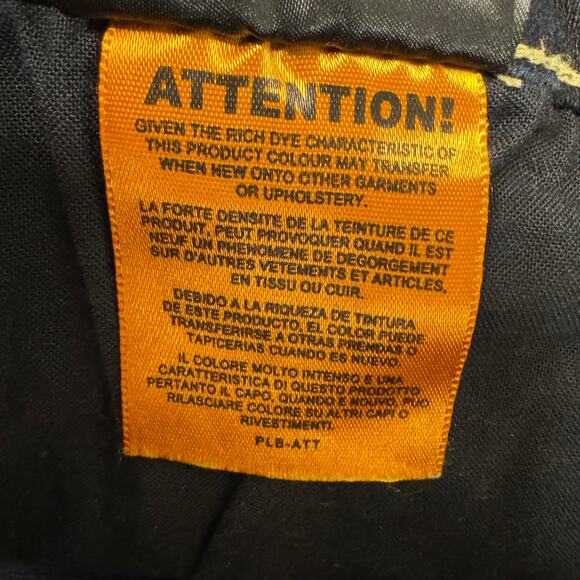 ATTENTION!
GIVEN THE RICH DYE CHARACTERISTIC OF
THIS PRODUCT COLOUR MAY TRANSFER
WHEN NEW ONTO OTHER GARMENTS
OR UPHOLSTERY.
LA FORTE DENSITE DE LA TEINTURE DE CE
PRODUIT, PEUT PROVOQUER QUAND IL EST
NEUF UN PHENOMENE DE DEGORGEMENT
SUR D'AUTRES VETEMENTS ET ARTICLES,
EN TISSU OU CUIR.
DEBIDO A LA RIQUEZA DE TINTURA
DE ESTE PRODUCTO, EL COLOR PUEDE
TRANSFERIRSE A OTRAS PRENDAS O
TAPICERIAS CUANDO ES NUEVO.
IL COLORE MOLTO INTENSO E UNA
CARATTERISTICA DI QUESTO PRODOTTO
PERTANTO IL CAPO, QUANDO E NUOVO, PUO
RILASCIARE COLORE SU ALTRI CAPI O
RIVESTIMENTI.
PLB-ATT